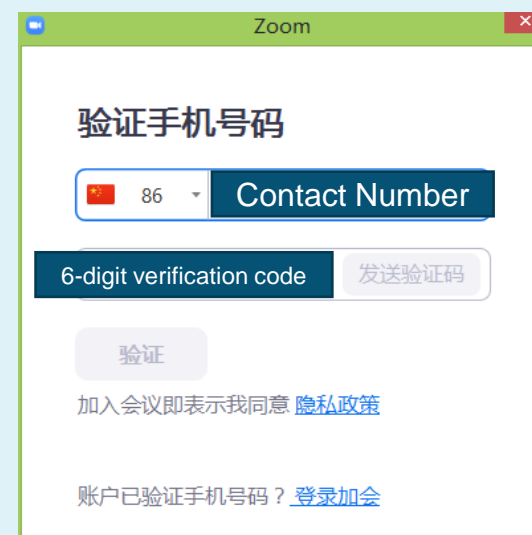 Zoom
验证手机号码
86 Contact Number
6-digit verification code 发送验证码
验证
加入会议即表示我同意 隐私政策
账户已验证手机号码？登录加会